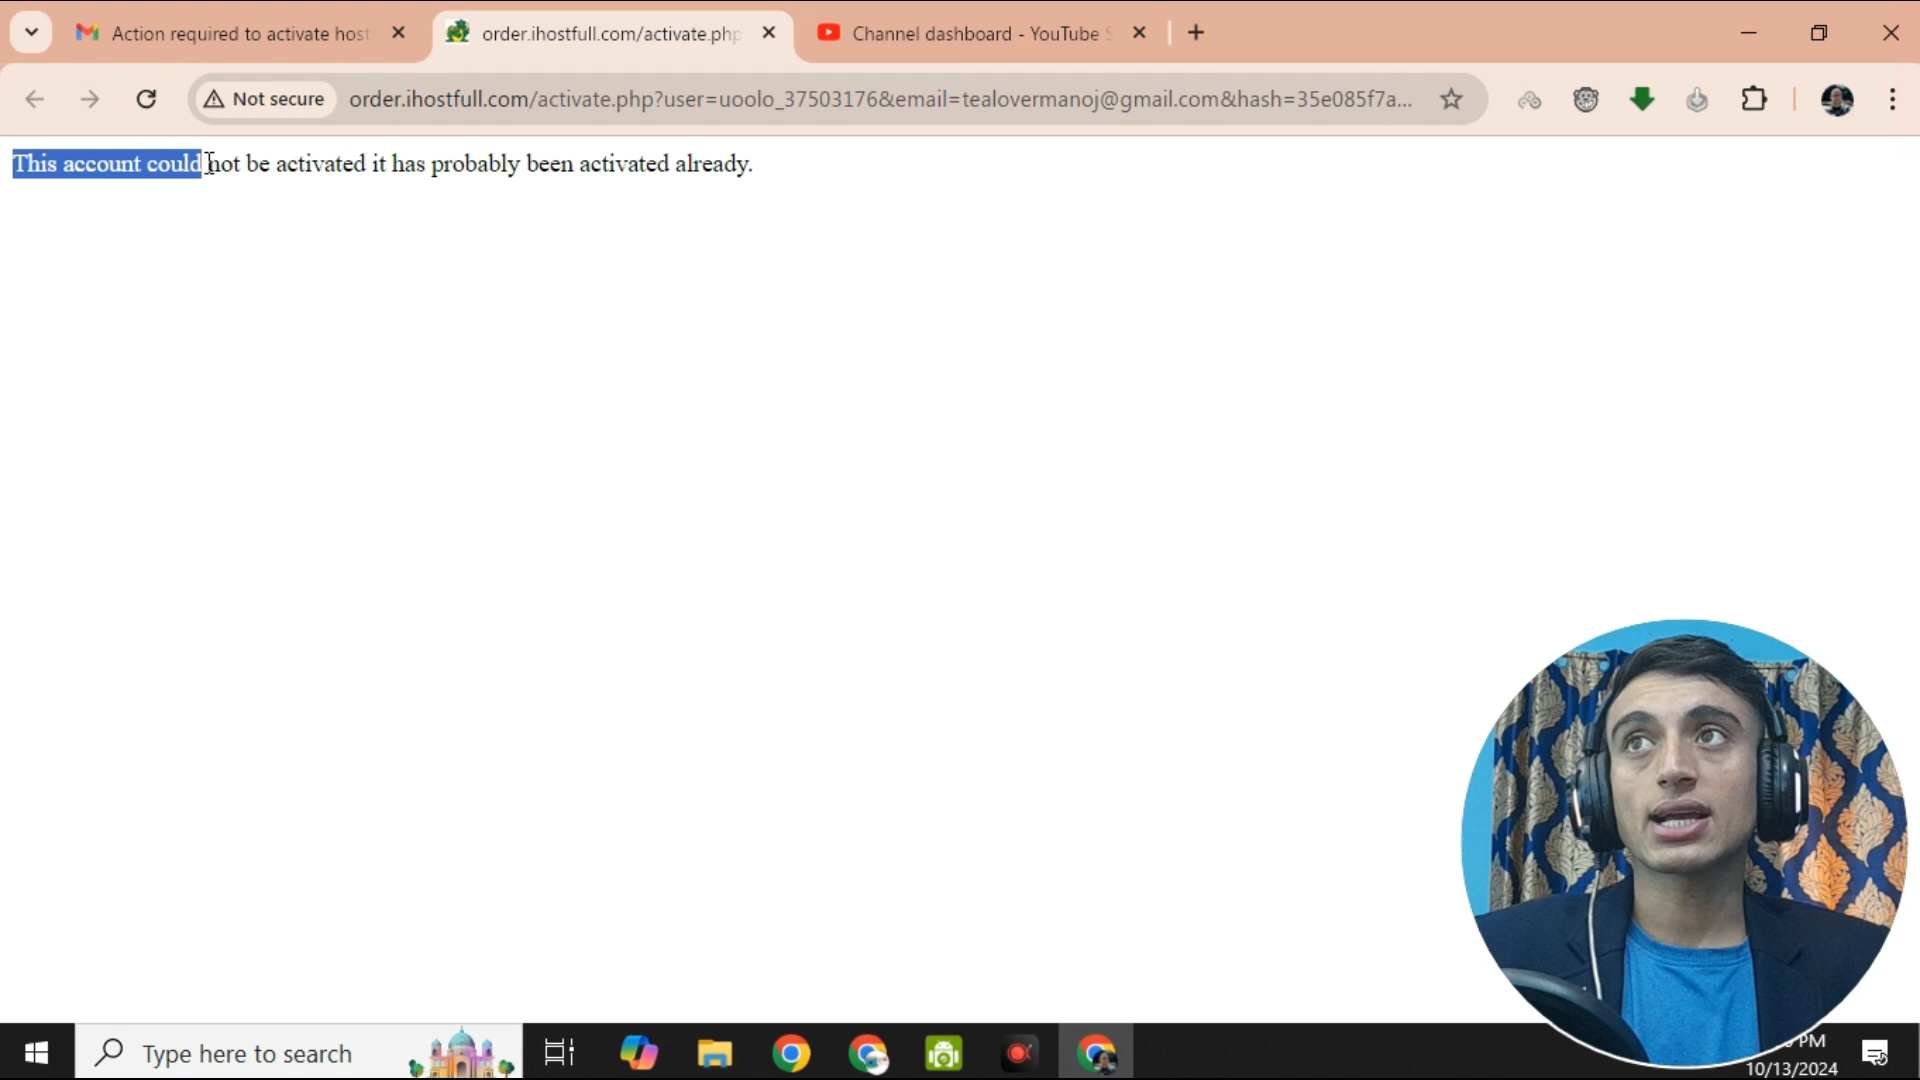 Action required to activate host
order.ihostfull.com/activate.php
Channel dashboard - YouTube S
Not secure
order.ihostfull.com/activate.php?user=uoolo_37503176&email=tealovermanoj@gmail.com&hash=35e085f7a...
This account could not be activated it has probably been activated already.
Type here to search
PM
10/13/2024